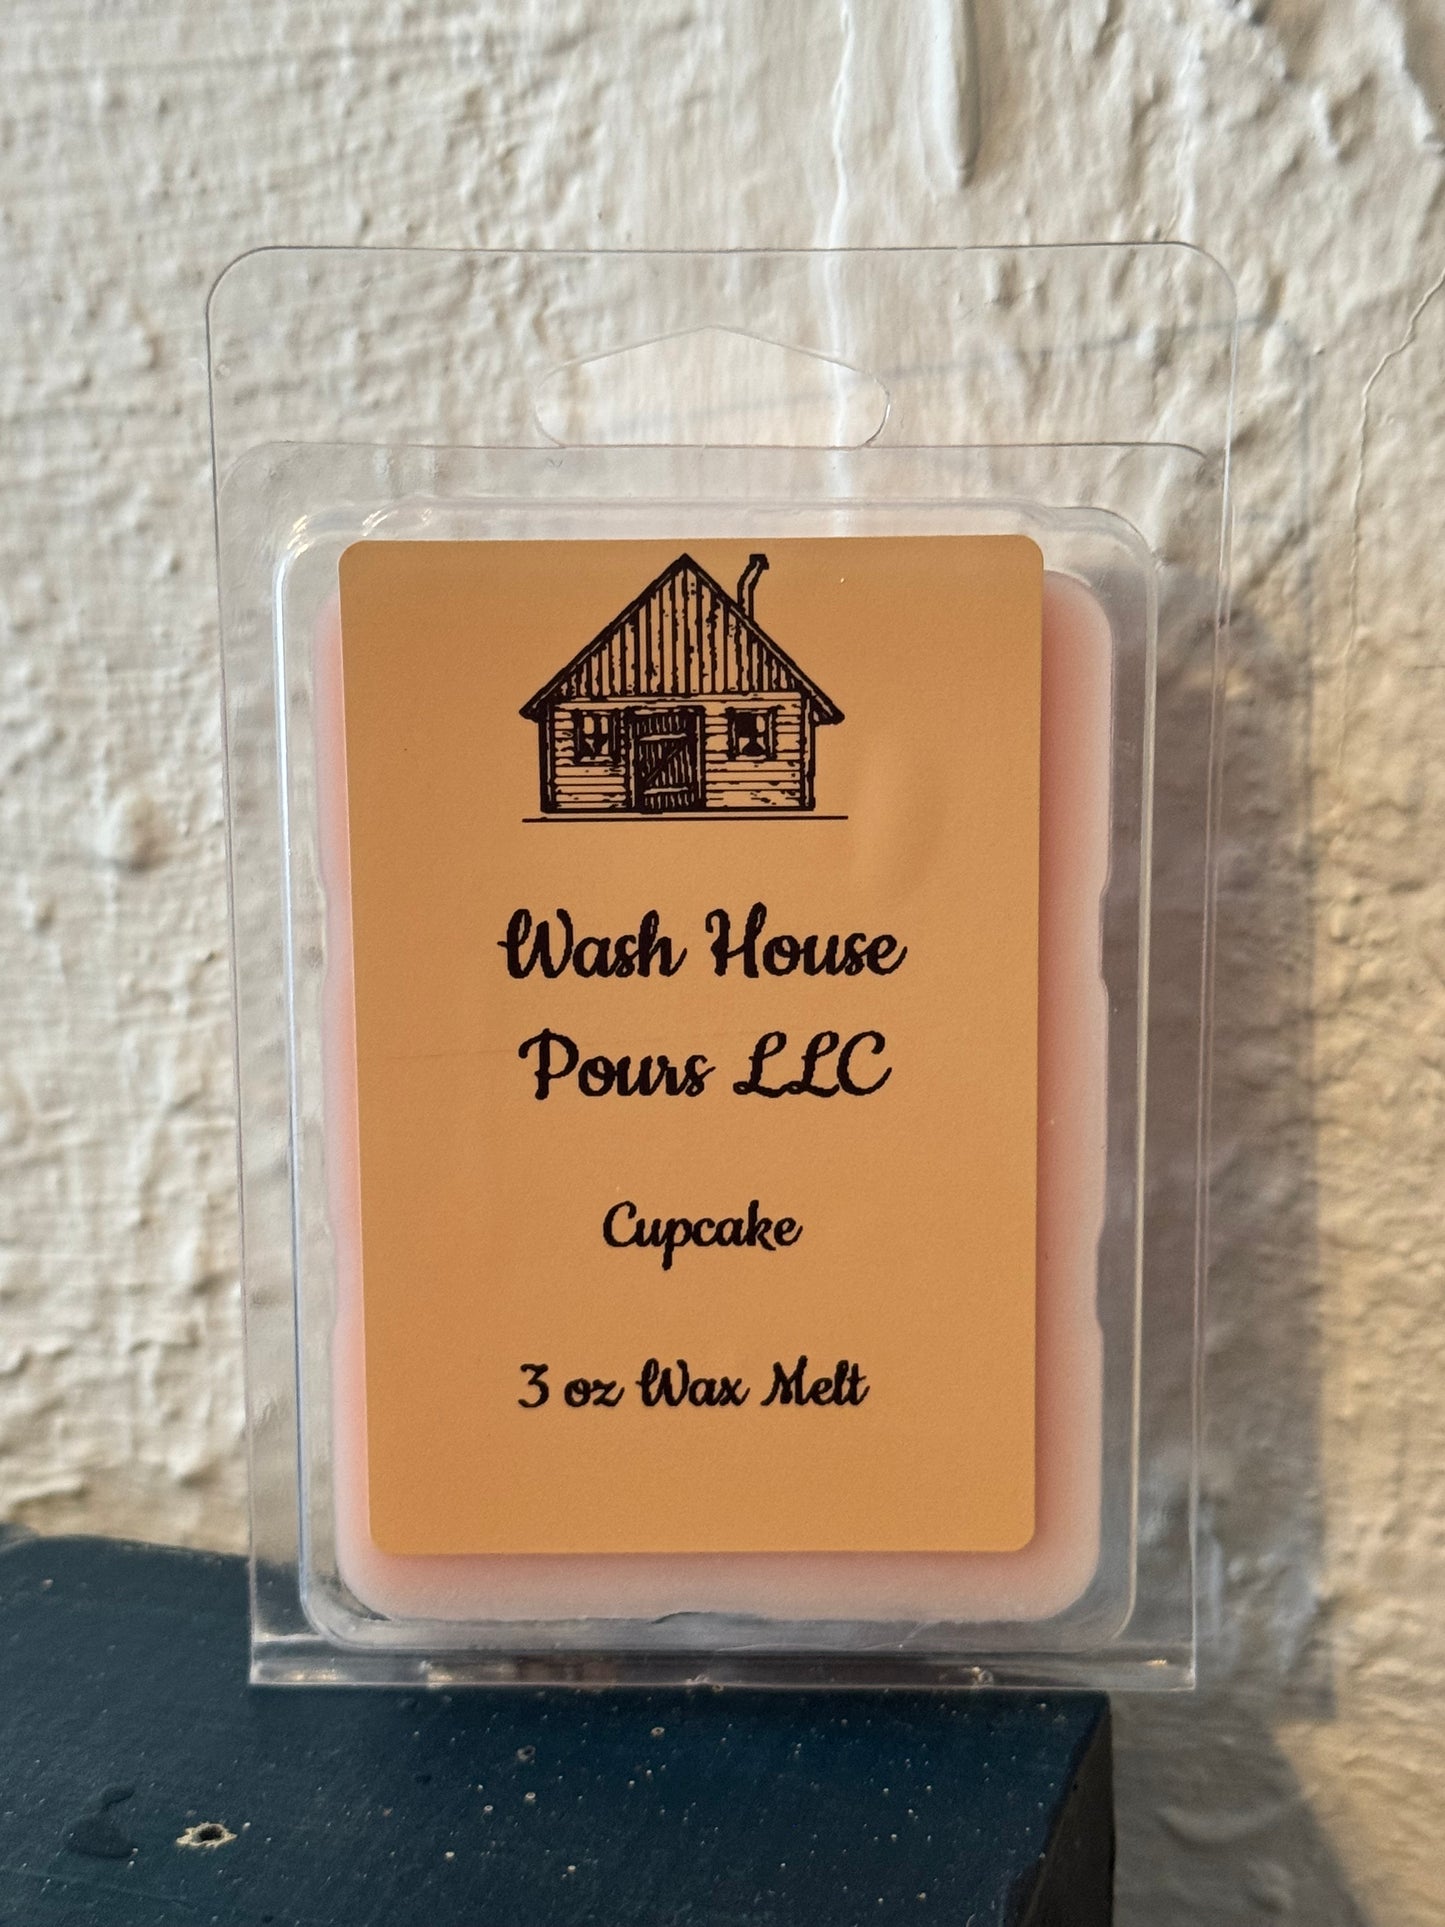 Wash House
Pours LLC
Cupcake
3 oz Wax Melt